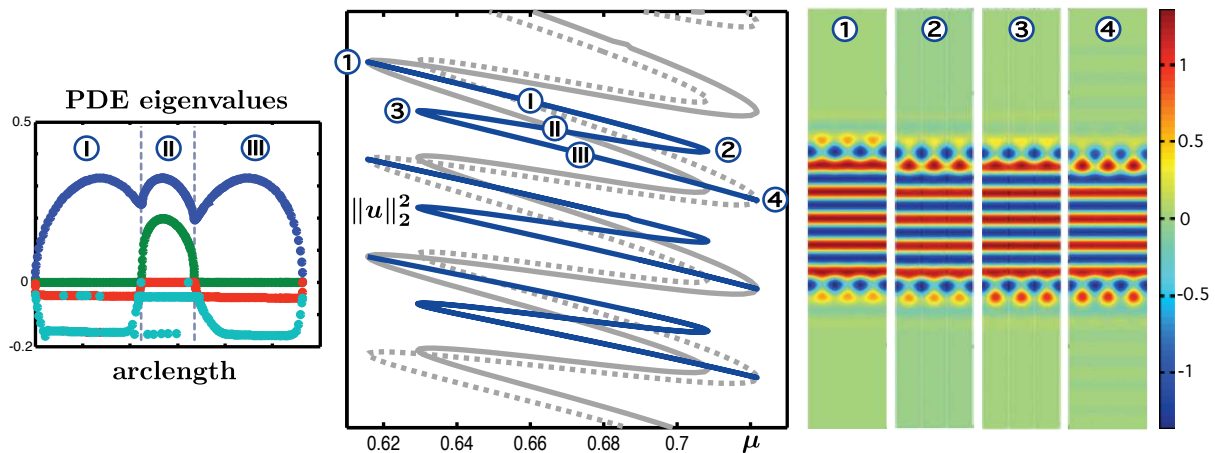 PDE eigenvalues
0.5
I II III
0
-0.2
arclength
1
I
3 II
2
III
4
‖u‖₂²
0.62 0.64 0.66 0.68 0.7 μ
1 2 3 4
1
0.5
0
-0.5
-1